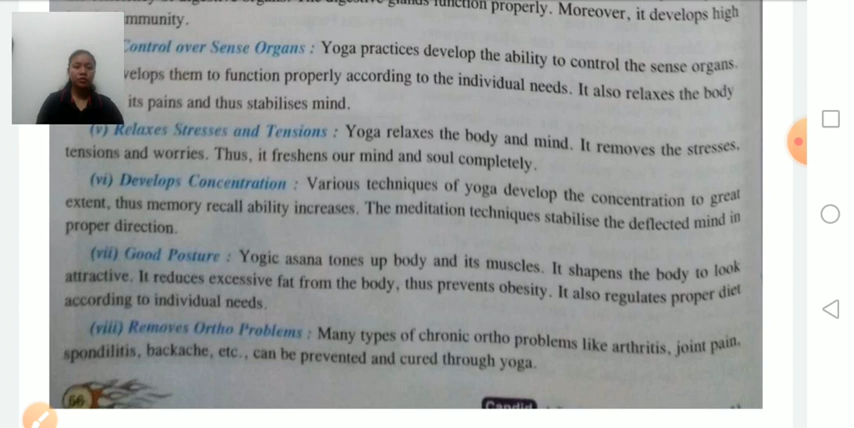 function properly. Moreover, it develops high
mmunity.
Control over Sense Organs : Yoga practices develop the ability to control the sense organs.
velops them to function properly according to the individual needs. It also relaxes the body
its pains and thus stabilises mind.
(v) Relaxes Stresses and Tensions : Yoga relaxes the body and mind. It removes the stresses,
tensions and worries. Thus, it freshens our mind and soul completely.
(vi) Develops Concentration : Various techniques of yoga develop the concentration to great
extent, thus memory recall ability increases. The meditation techniques stabilise the deflected mind in
proper direction.
(vii) Good Posture : Yogic asana tones up body and its muscles. It shapens the body to look
attractive. It reduces excessive fat from the body, thus prevents obesity. It also regulates proper diet
according to individual needs.
(viii) Removes Ortho Problems : Many types of chronic ortho problems like arthritis, joint pain,
spondilitis, backache, etc., can be prevented and cured through yoga.
66
Candid